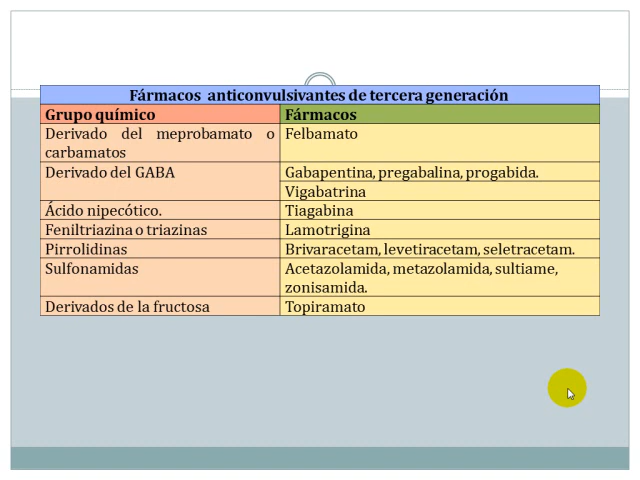 Fármacos anticonvulsivantes de tercera generación
Grupo químico Fármacos
Derivado del meprobamato o carbamatos Felbamato
Derivado del GABA Gabapentina, pregabalina, progabida.
Vigabatrina
Ácido nipecótico. Tiagabina
Feniltriazina o triazinas Lamotrigina
Pirrolidinas Brivaracetam, levetiracetam, seletracetam.
Sulfonamidas Acetazolamida, metazolamida, sultiame, zonisamida.
Derivados de la fructosa Topiramato